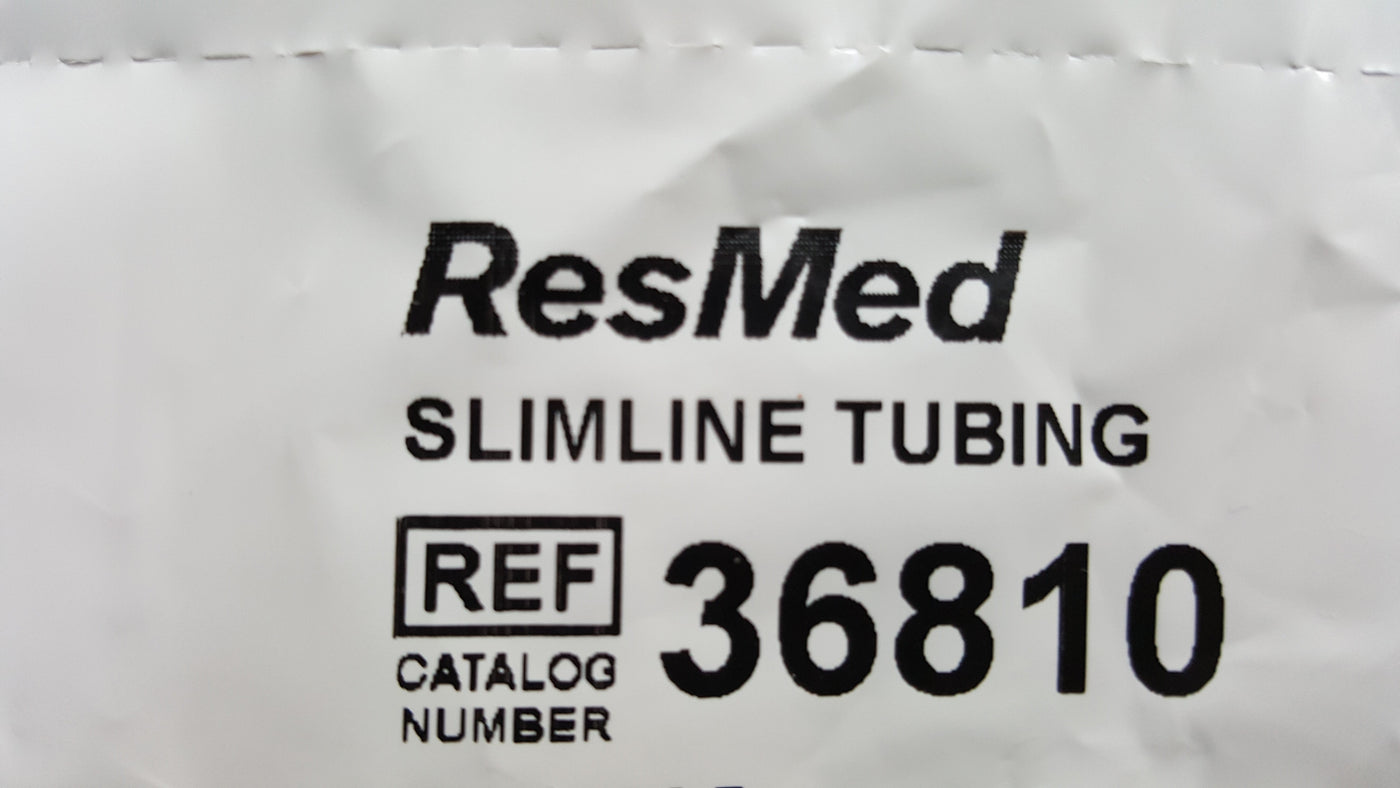 ResMed
SLIMLINE TUBING
REF 36810
CATALOG
NUMBER